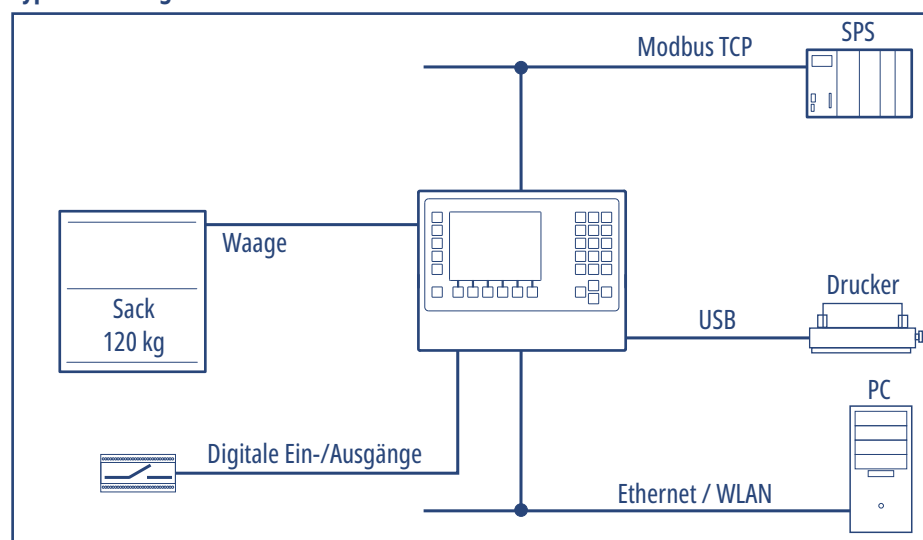 SPS
Modbus TCP
Waage
Sack
120 kg
Drucker
USB
PC
Digitale Ein-/Ausgänge
Ethernet / WLAN